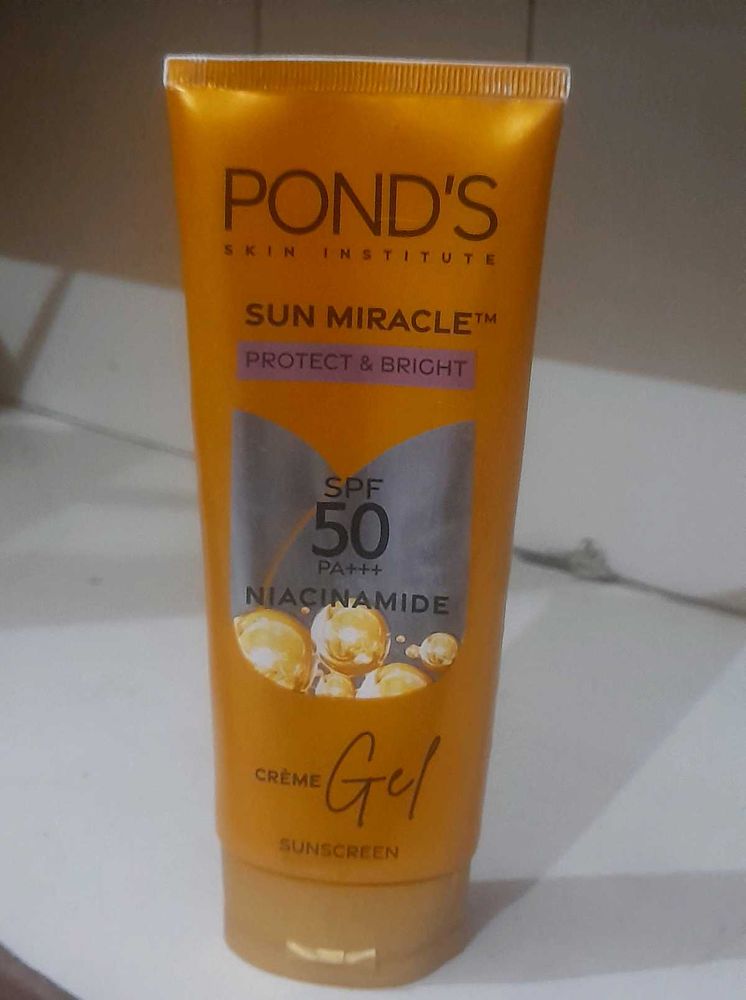 POND'S
SKIN INSTITUTE
SUN MIRACLE™
PROTECT & BRIGHT
SPF
50
PA+++
NIACINAMIDE
CRÈME Gel
SUNSCREEN